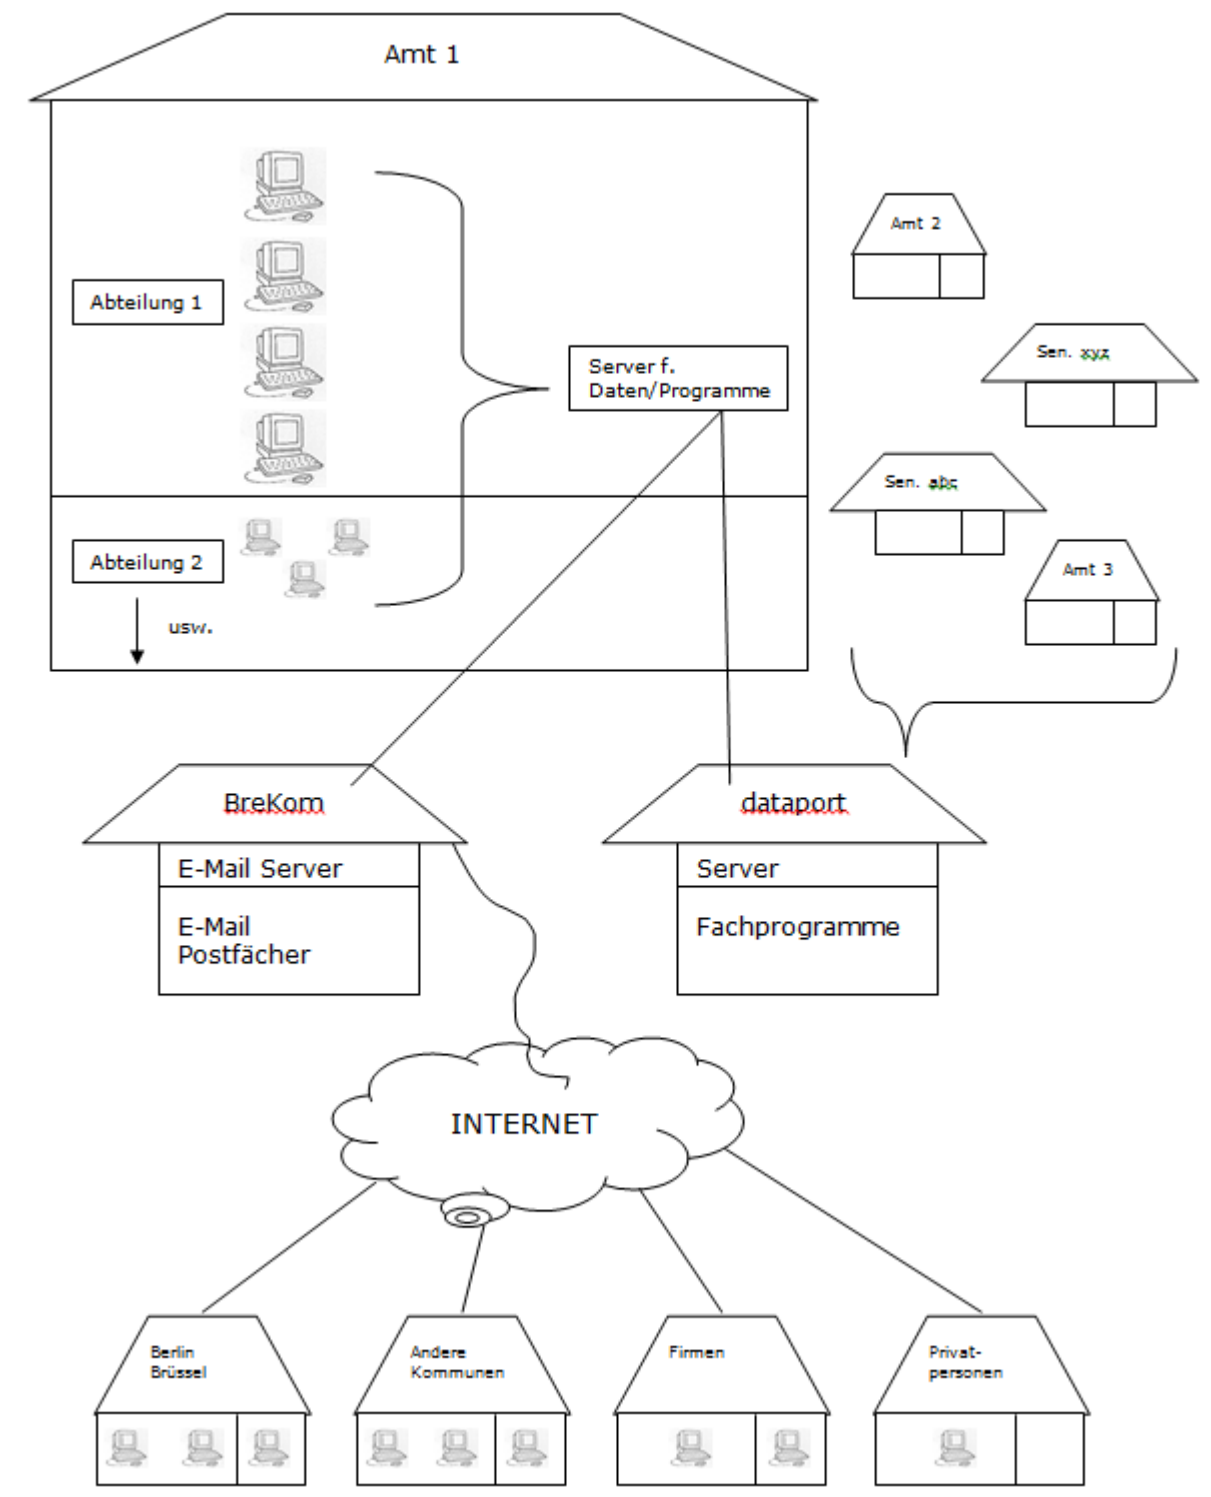 Amt 1
Abteilung 1
Server f.
Daten/Programme
Abteilung 2
usw.
Amt 2
Sen. xyz
Sen. abc
Amt 3
BreKom
E-Mail Server
E-Mail
Postfächer
dataport
Server
Fachprogramme
INTERNET
Berlin
Brüssel
Andere
Kommunen
Firmen
Privat-
personen